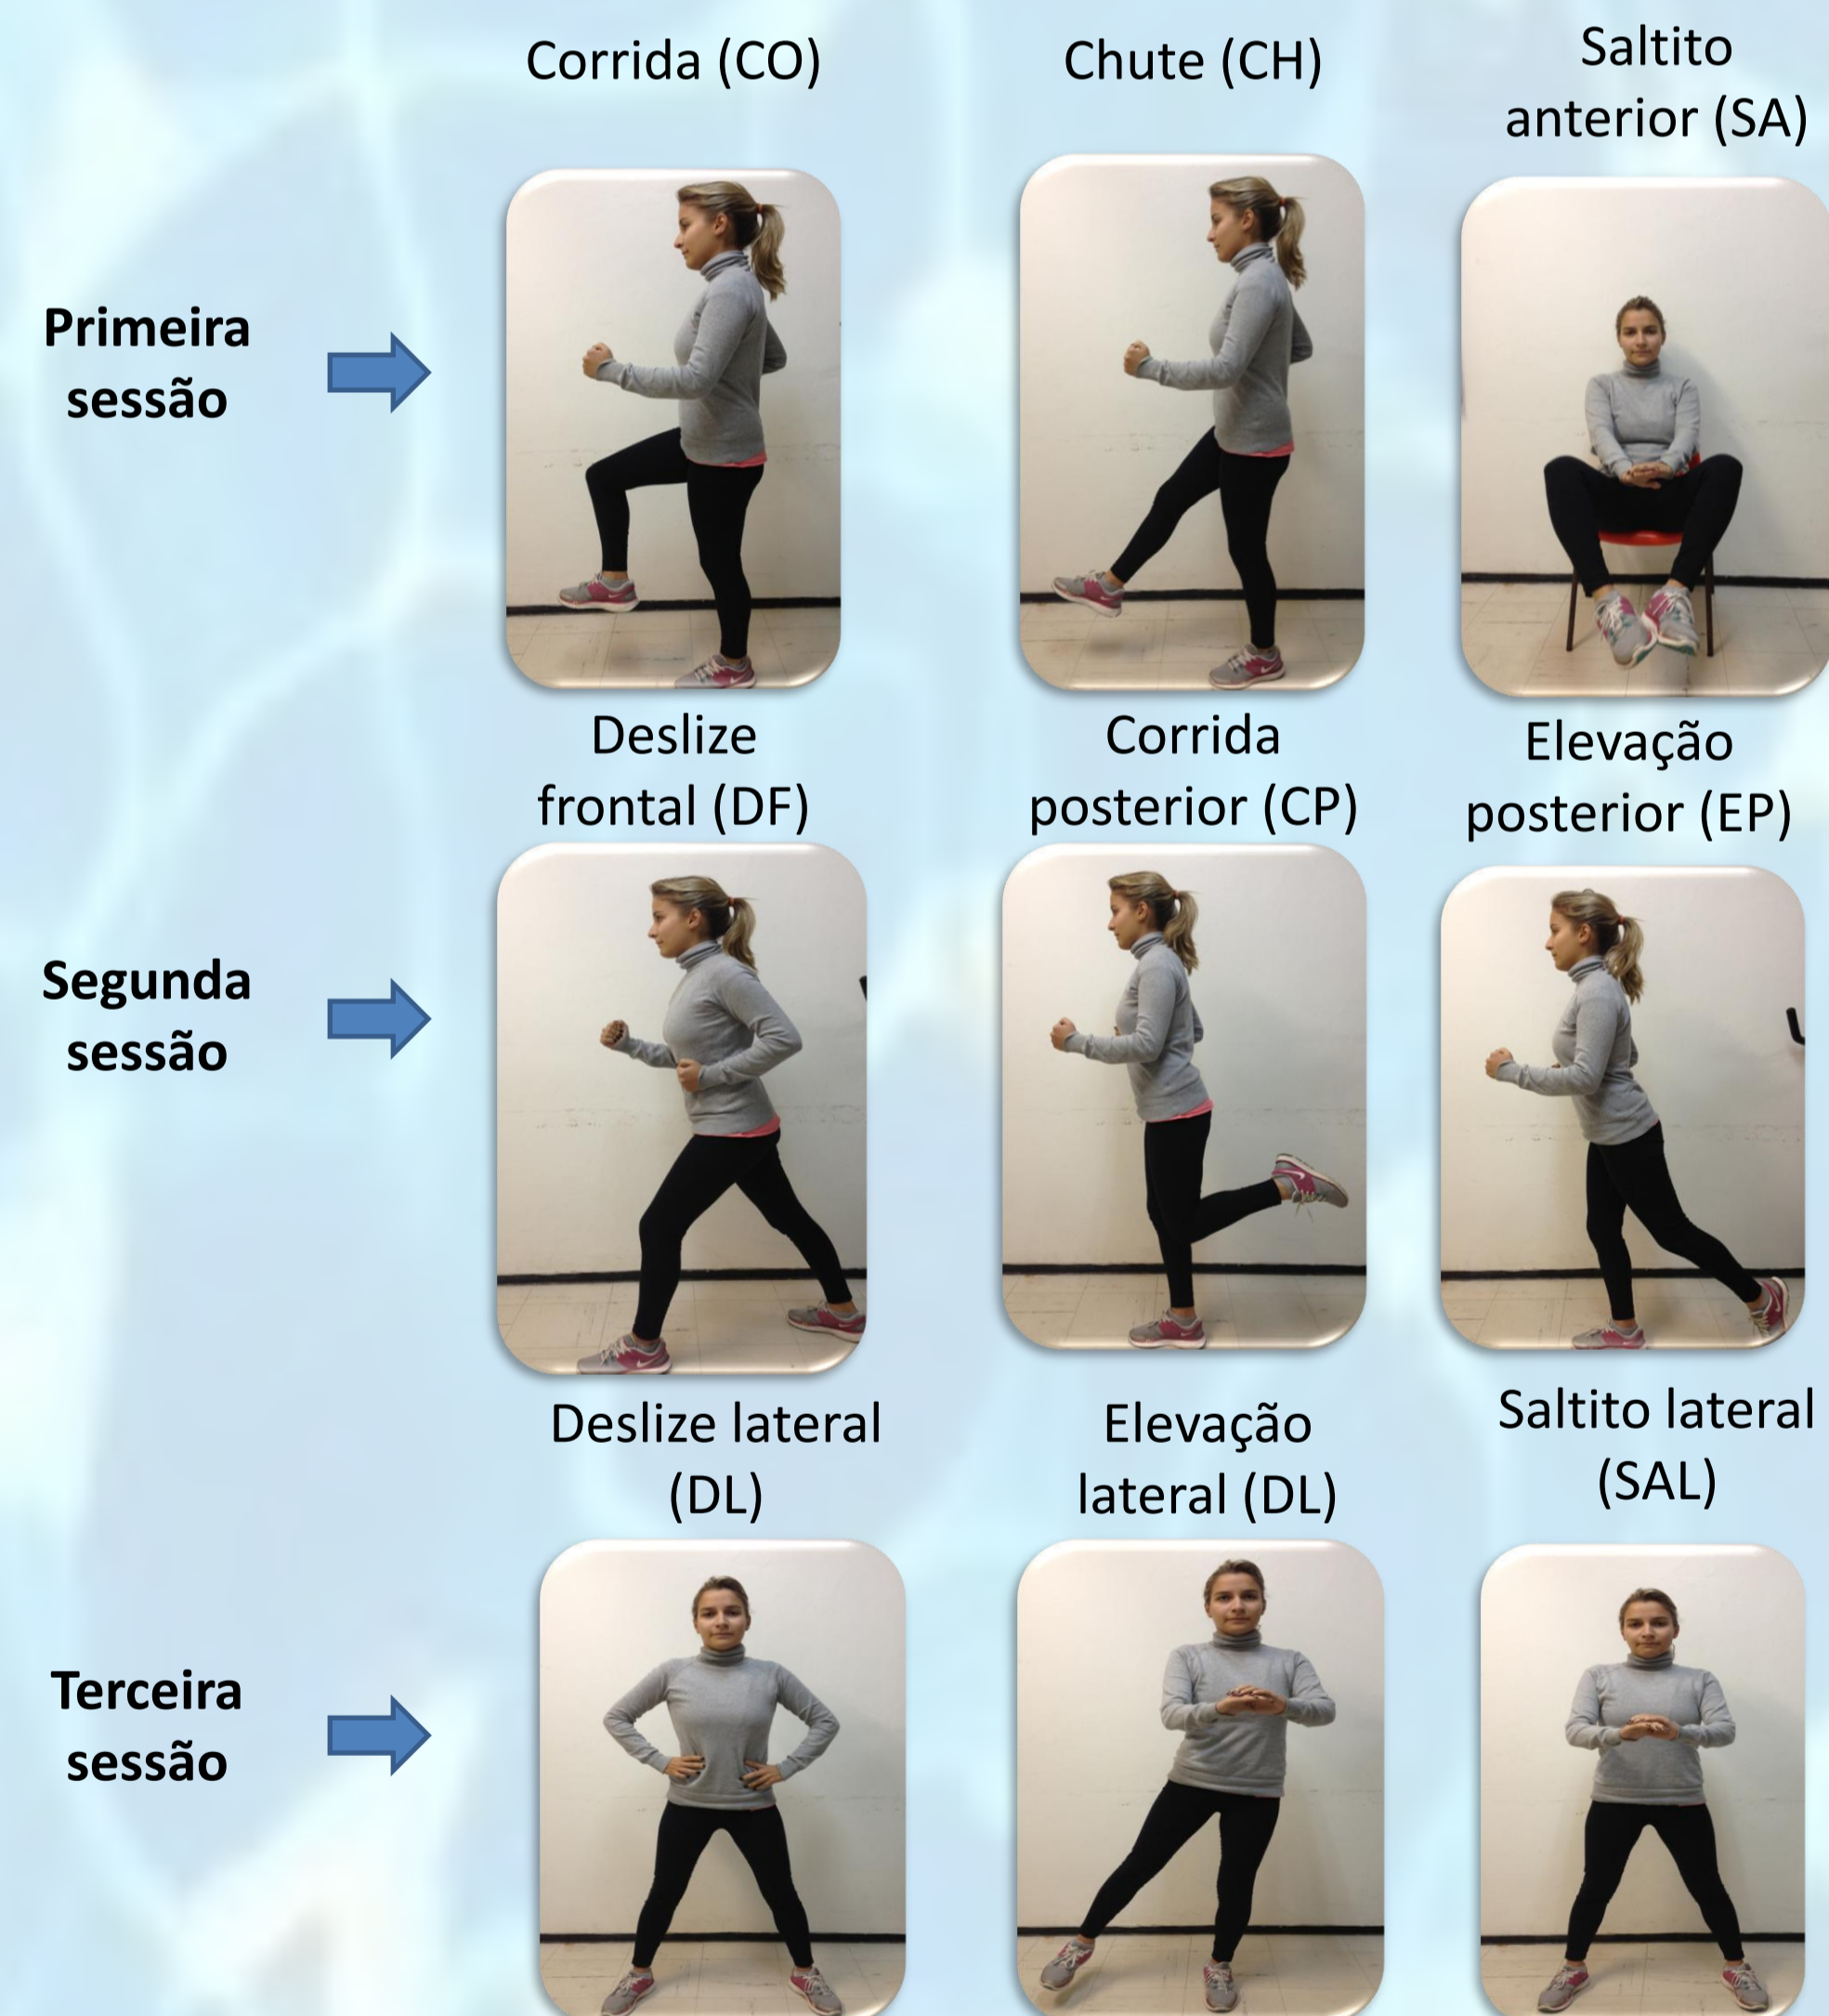 Corrida (CO)
Chute (CH)
Saltito
anterior (SA)
Primeira
sessão
Deslize
frontal (DF)
Corrida
posterior (CP)
Elevação
posterior (EP)
Segunda
sessão
Deslize lateral
(DL)
Elevação
lateral (DL)
Saltito lateral
(SAL)
Terceira
sessão